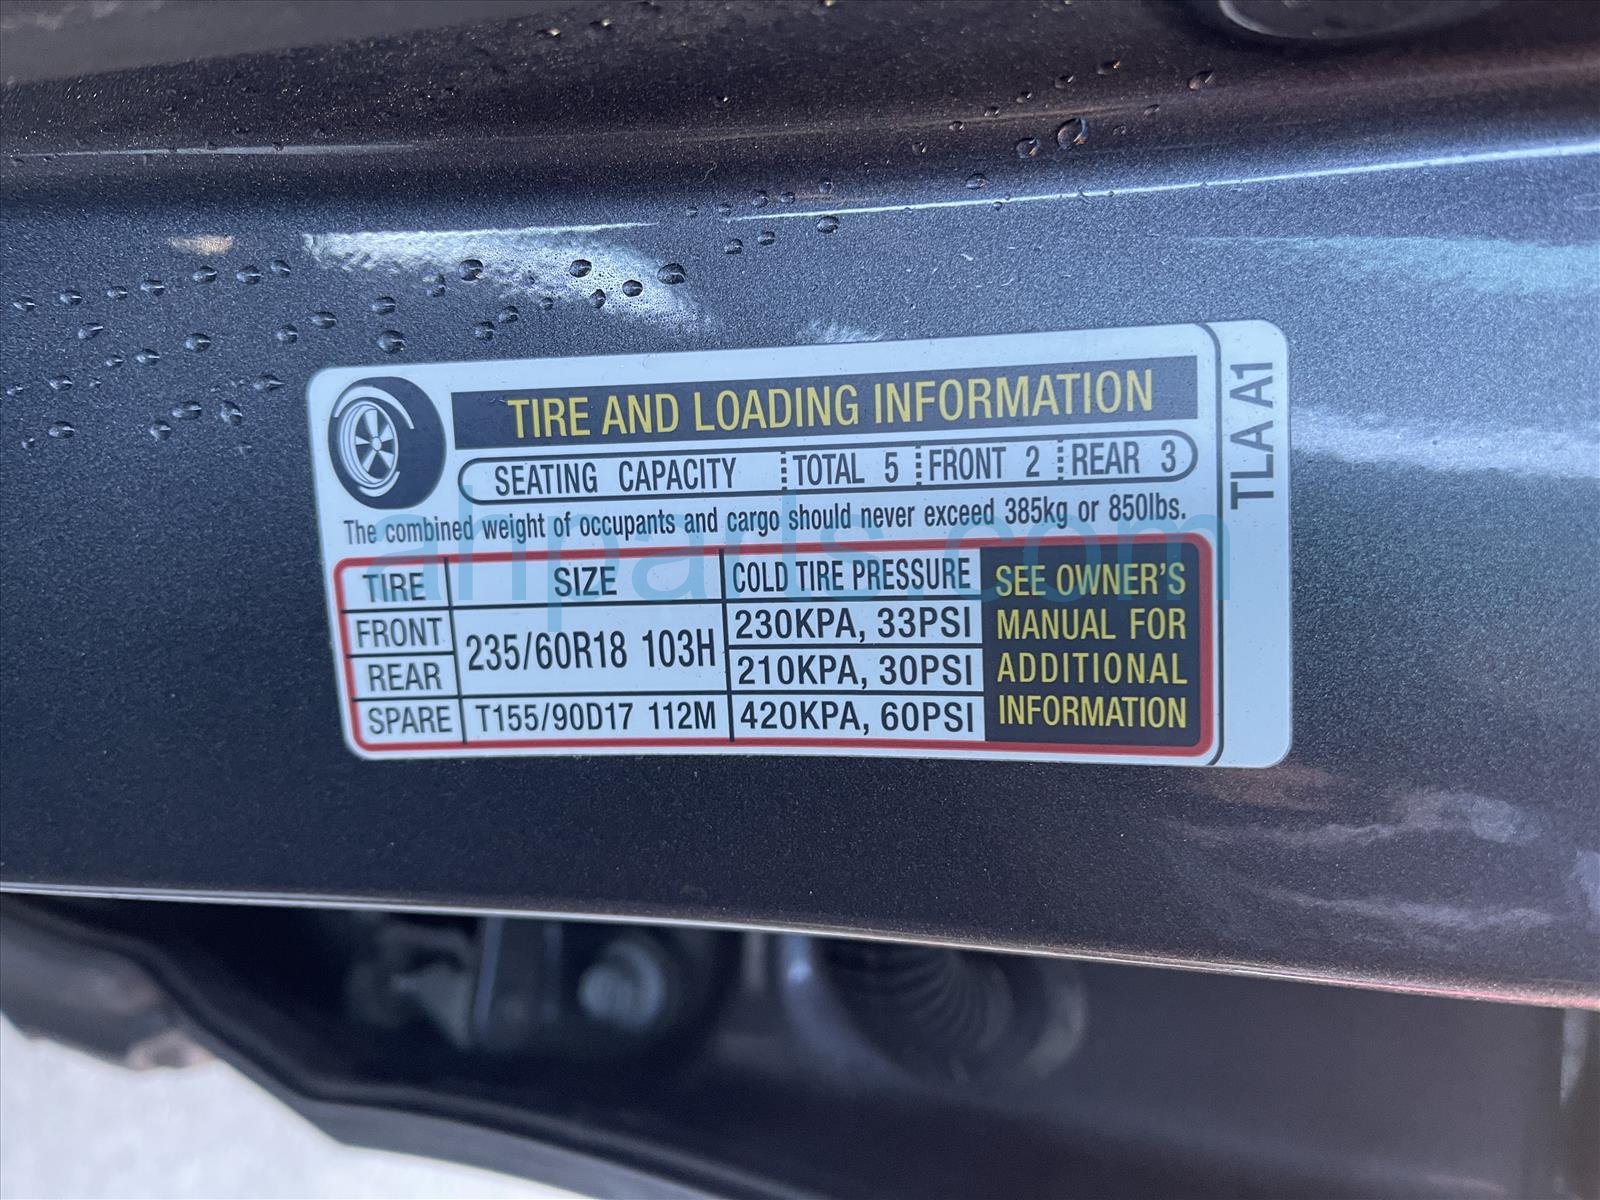 TIRE AND LOADING INFORMATION
SEATING CAPACITY TOTAL 5 FRONT 2 REAR 3
The combined weight of occupants and cargo should never exceed 385kg or 850lbs.
TIRE SIZE COLD TIRE PRESSURE
FRONT 235/60R18 103H 230KPA, 33PSI
REAR 210KPA, 30PSI
SPARE T155/90D17 112M 420KPA, 60PSI
SEE OWNER'S
MANUAL FOR
ADDITIONAL
INFORMATION
TLA A1
ahparts.com